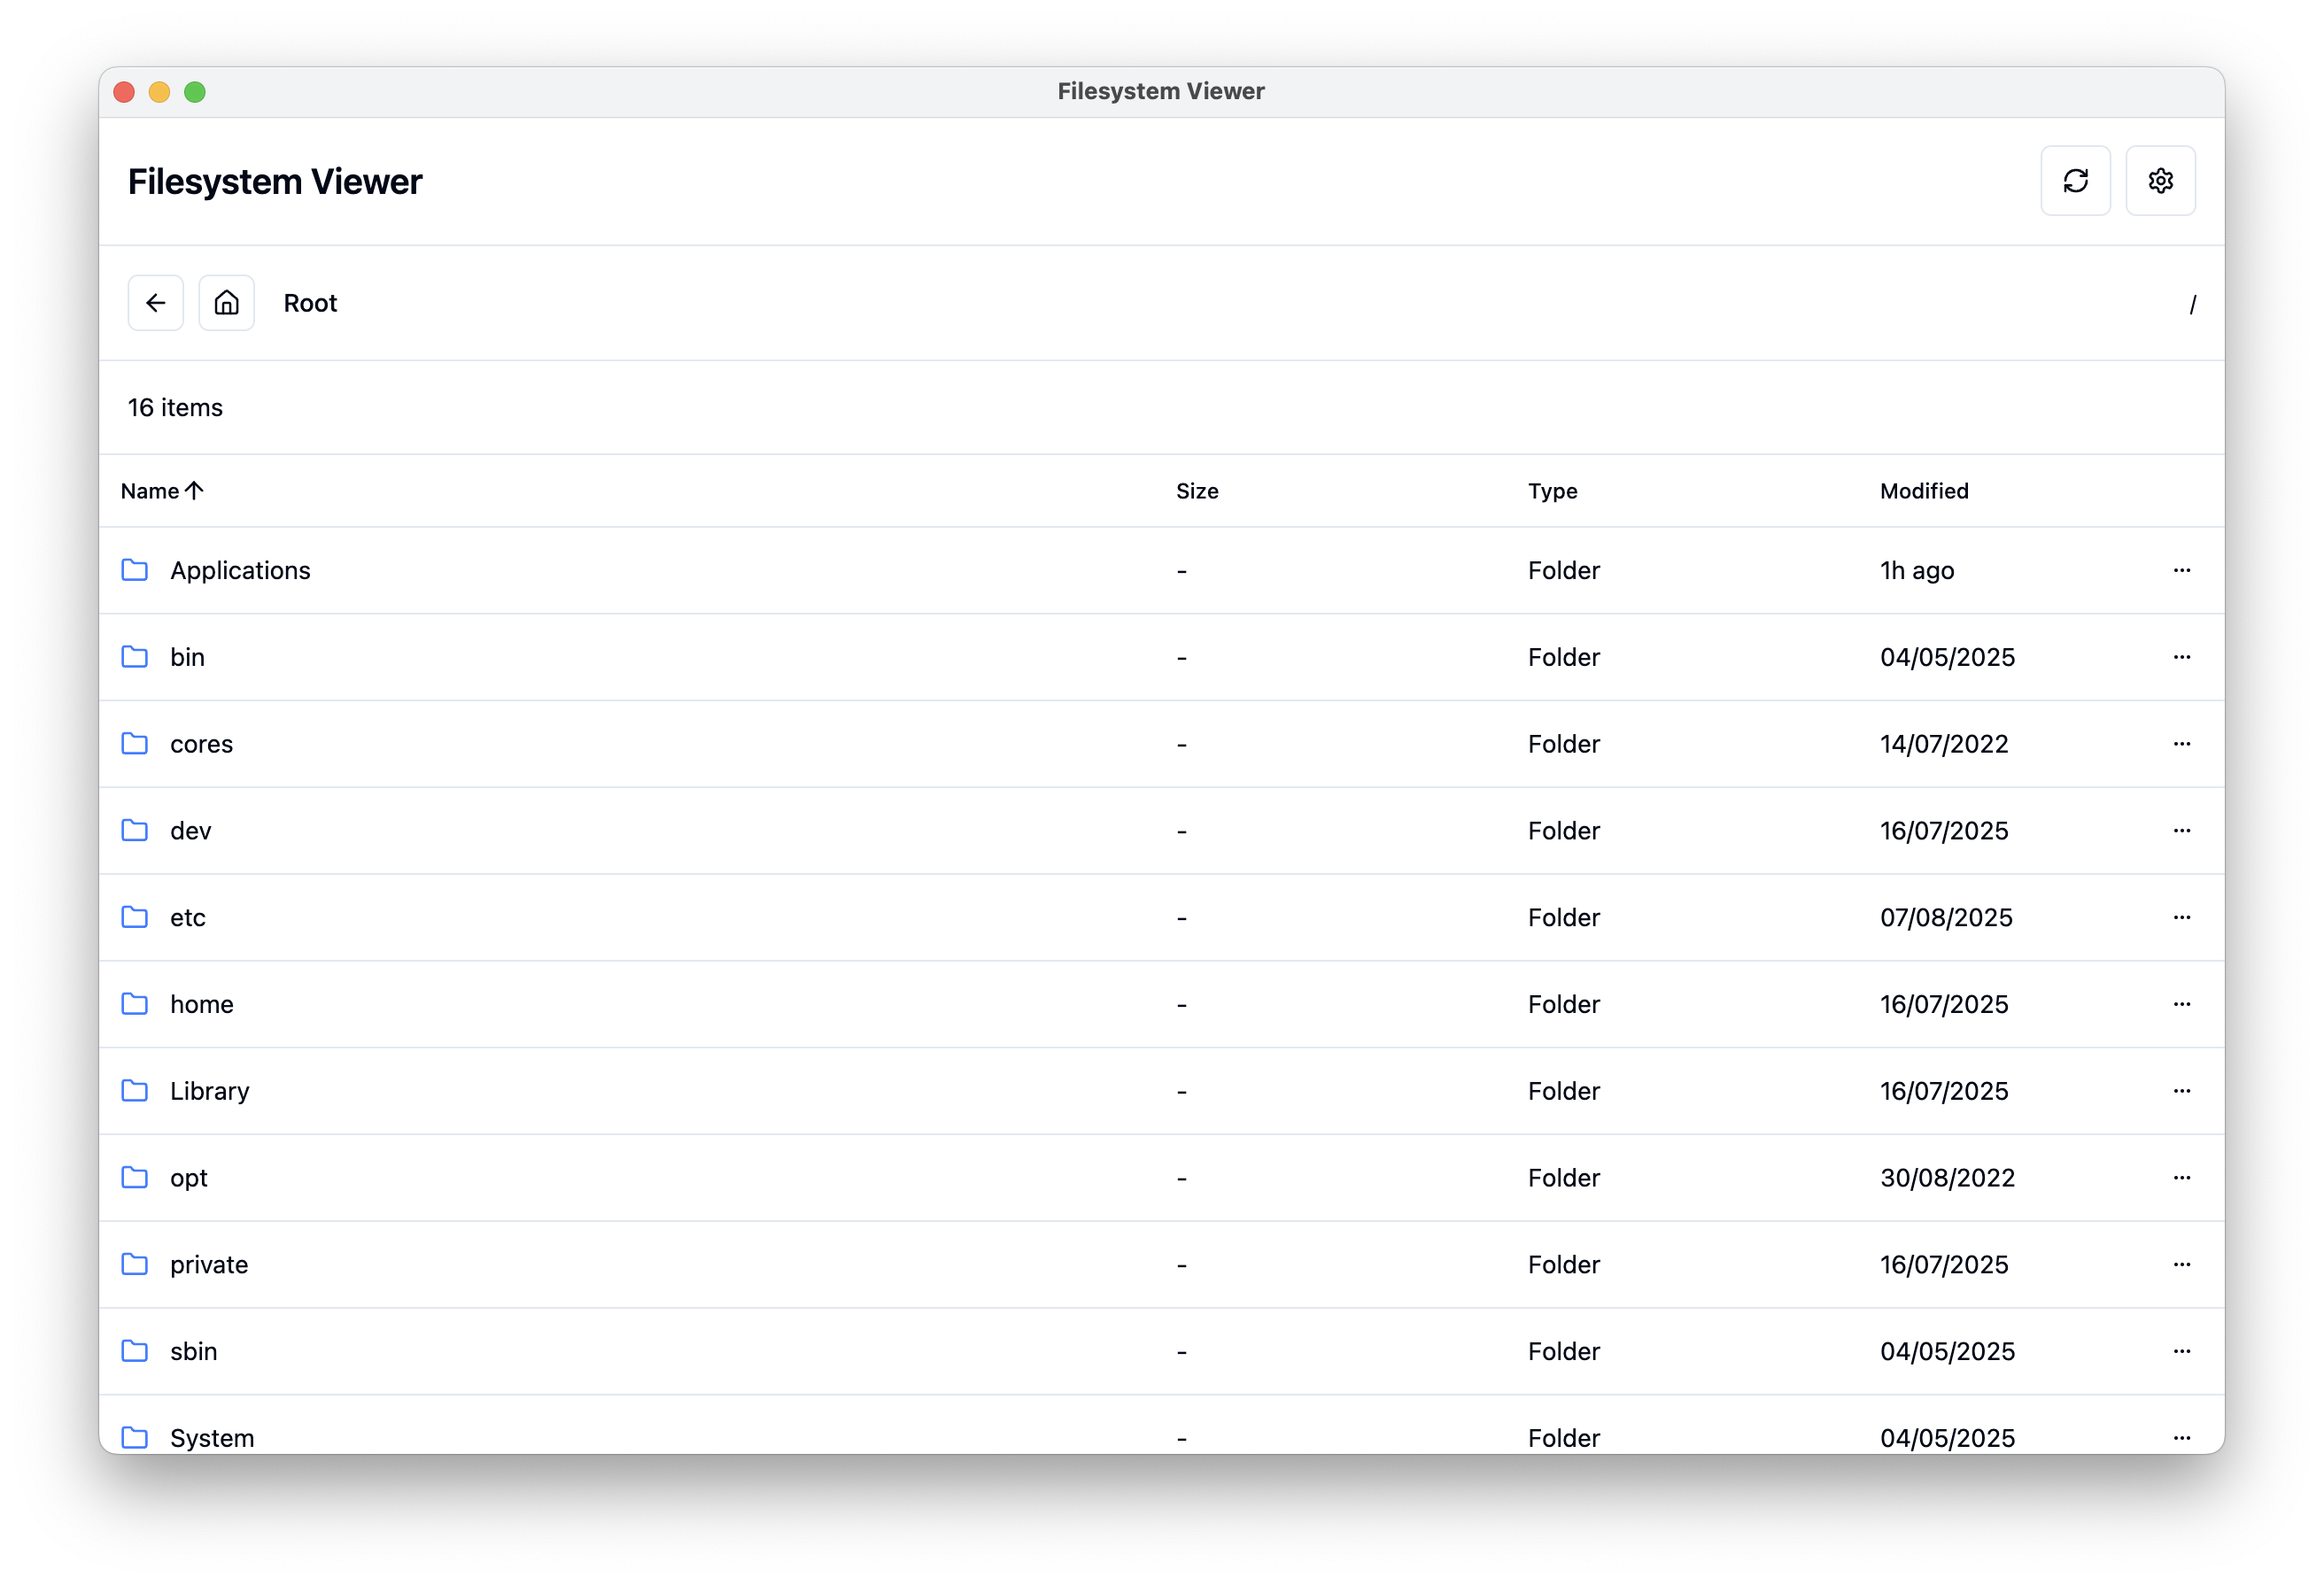 Filesystem Viewer
Filesystem Viewer
Root /
16 items
Name Size Type Modified
Applications - Folder 1h ago ...
bin - Folder 04/05/2025 ...
cores - Folder 14/07/2022 ...
dev - Folder 16/07/2025 ...
etc - Folder 07/08/2025 ...
home - Folder 16/07/2025 ...
Library - Folder 16/07/2025 ...
opt - Folder 30/08/2022 ...
private - Folder 16/07/2025 ...
sbin - Folder 04/05/2025 ...
System - Folder 04/05/2025 ...